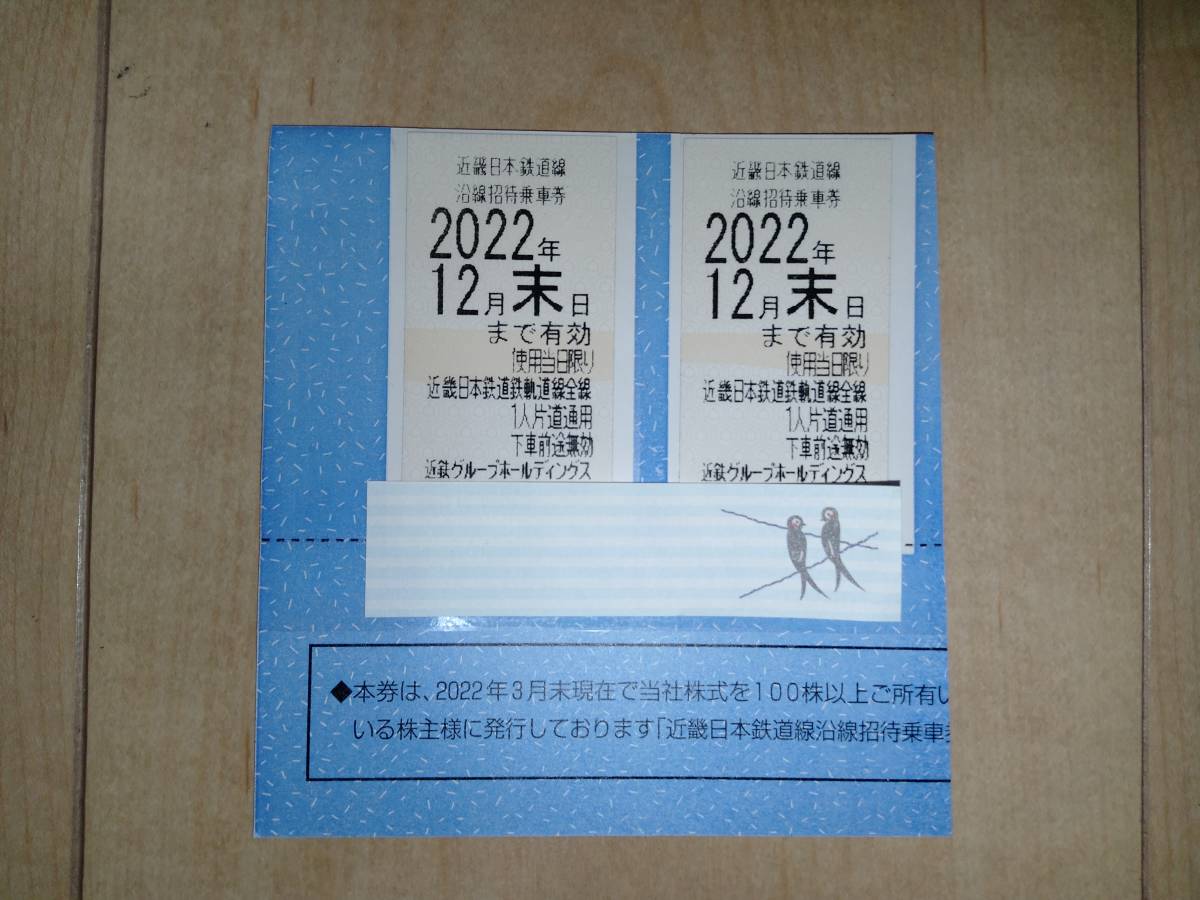 近畿日本鉄道線
沿線招待乗車券
2022年
12月末日
まで有効
使用当日限り
近畿日本鉄道鉄軌道線全線
1人片道通用
下車前途無効
近鉄グループホールディングス
近畿日本鉄道線
沿線招待乗車券
2022年
12月末日
まで有効
使用当日限り
近畿日本鉄道鉄軌道線全線
1人片道通用
下車前途無効
近鉄グループホールディングス
◆本券は、2022年3月末現在で当社株式を100株以上ご所有い
いる株主様に発行しております「近畿日本鉄道線沿線招待乗車